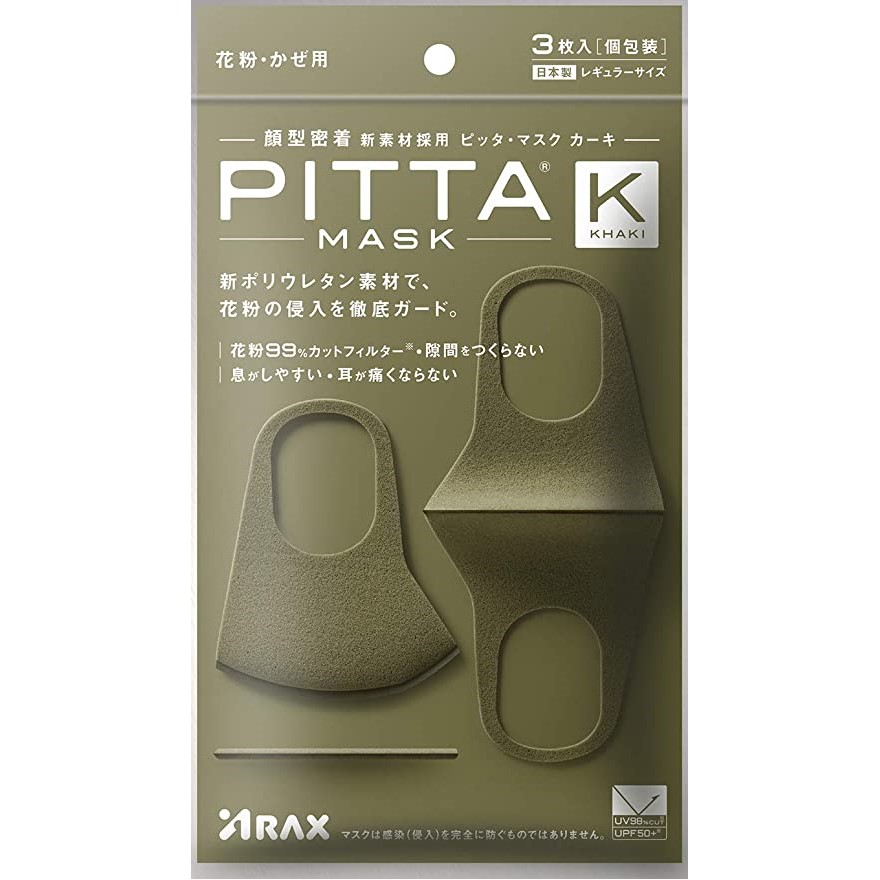 花粉・かぜ用
3枚入[個包装]
日本製 レギュラーサイズ
顔型密着 新素材採用 ピッタ・マスク カーキ
PITTA® K
MASK KHAKI
新ポリウレタン素材で、
花粉の侵入を徹底ガード。
花粉99%カットフィルター※・隙間をつくらない
息がしやすい・耳が痛くならない
ARAX
マスクは感染(侵入)を完全に防ぐものではありません。
UV98%CUT
UPF50+